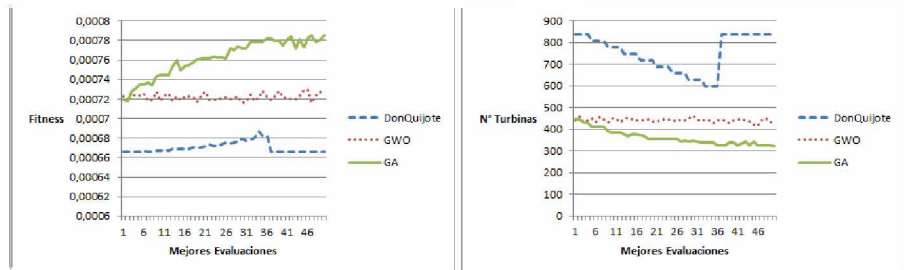 0,0008
0,00078
0,00076
0,00074
0,00072
0,0007
0,00068
0,00066
0,00064
0,00062
0,0006
Fitness
1 6 11 16 21 26 31 36 41 46
Mejores Evaluaciones
DonQuijote
GWO
GA
900
800
700
600
500
400
300
200
100
0
N° Turbinas
1 6 11 16 21 26 31 36 41 46
Mejores Evaluaciones
DonQuijote
GWO
GA